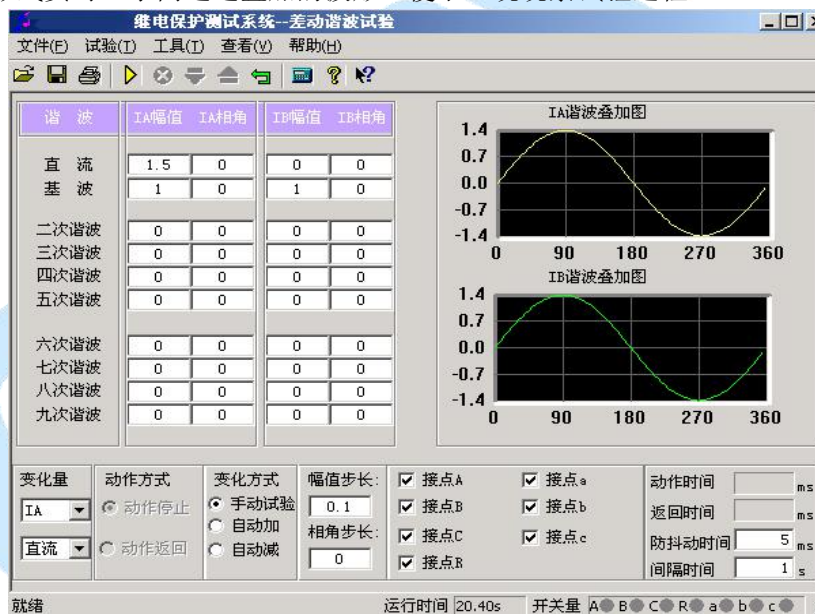 继电保护测试系统--差动谐波试验
文件(F) 试验(T) 工具(T) 查看(V) 帮助(H)
谐 波 IA幅值 IA相角 IB幅值 IB相角
直 流 1.5 0 0 0
基 波 1 0 1 0
二次谐波 0 0 0 0
三次谐波 0 0 0 0
四次谐波 0 0 0 0
五次谐波 0 0 0 0
六次谐波 0 0 0 0
七次谐波 0 0 0 0
八次谐波 0 0 0 0
九次谐波 0 0 0 0
IA谐波叠加图
1.4
0.7
0.0
-0.7
-1.4
0 90 180 270 360
IB谐波叠加图
1.4
0.7
0.0
-0.7
-1.4
0 90 180 270 360
变化量
IA
直流
动作方式
动作停止
动作返回
变化方式
手动试验
自动加
自动减
幅值步长:
0.1
相角步长:
0
接点A 接点a
接点B 接点b
接点C 接点c
接点R
动作时间 ms
返回时间 ms
防抖动时间 5 ms
间隔时间 1 s
就绪 运行时间 20.40s 开关量 A B C R a b c